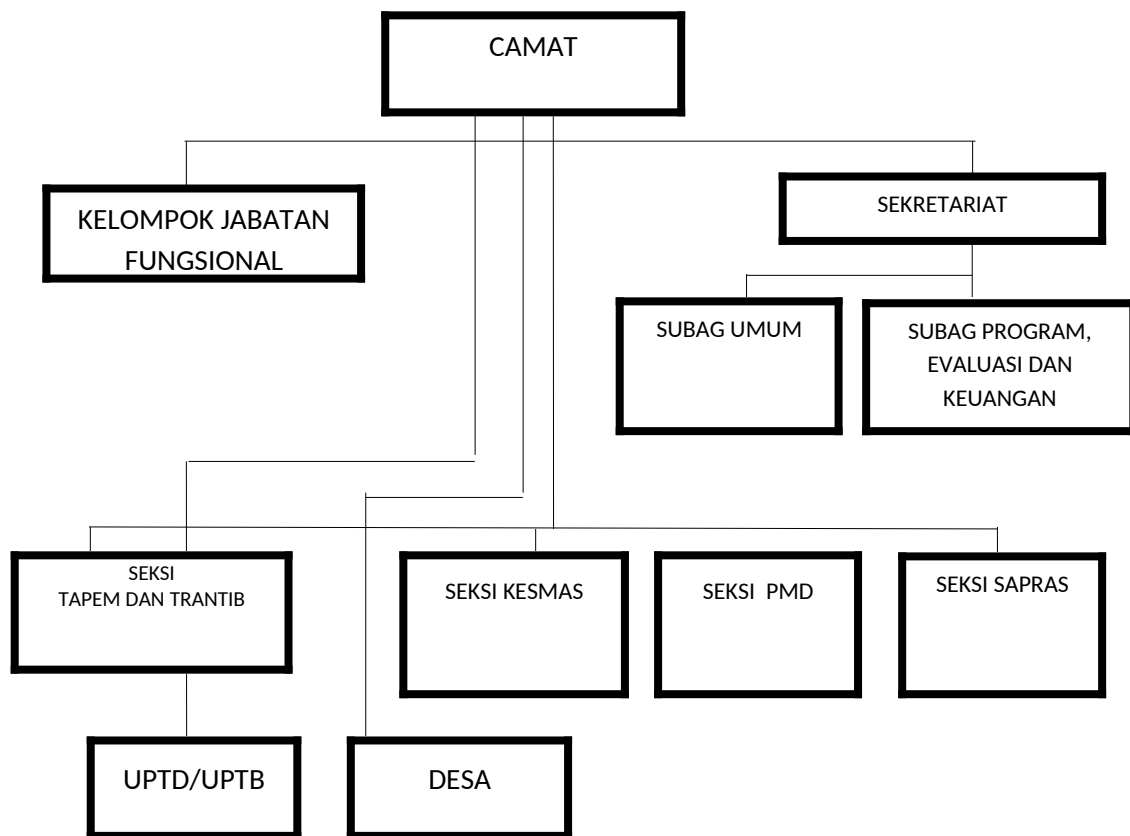 CAMAT
KELOMPOK JABATAN
FUNGSIONAL
SEKRETARIAT
SUBAG UMUM
SUBAG PROGRAM,
EVALUASI DAN
KEUANGAN
SEKSI
TAPEM DAN TRANTIB
SEKSI KESMAS
SEKSI  PMD
SEKSI SAPRAS
UPTD/UPTB
DESA